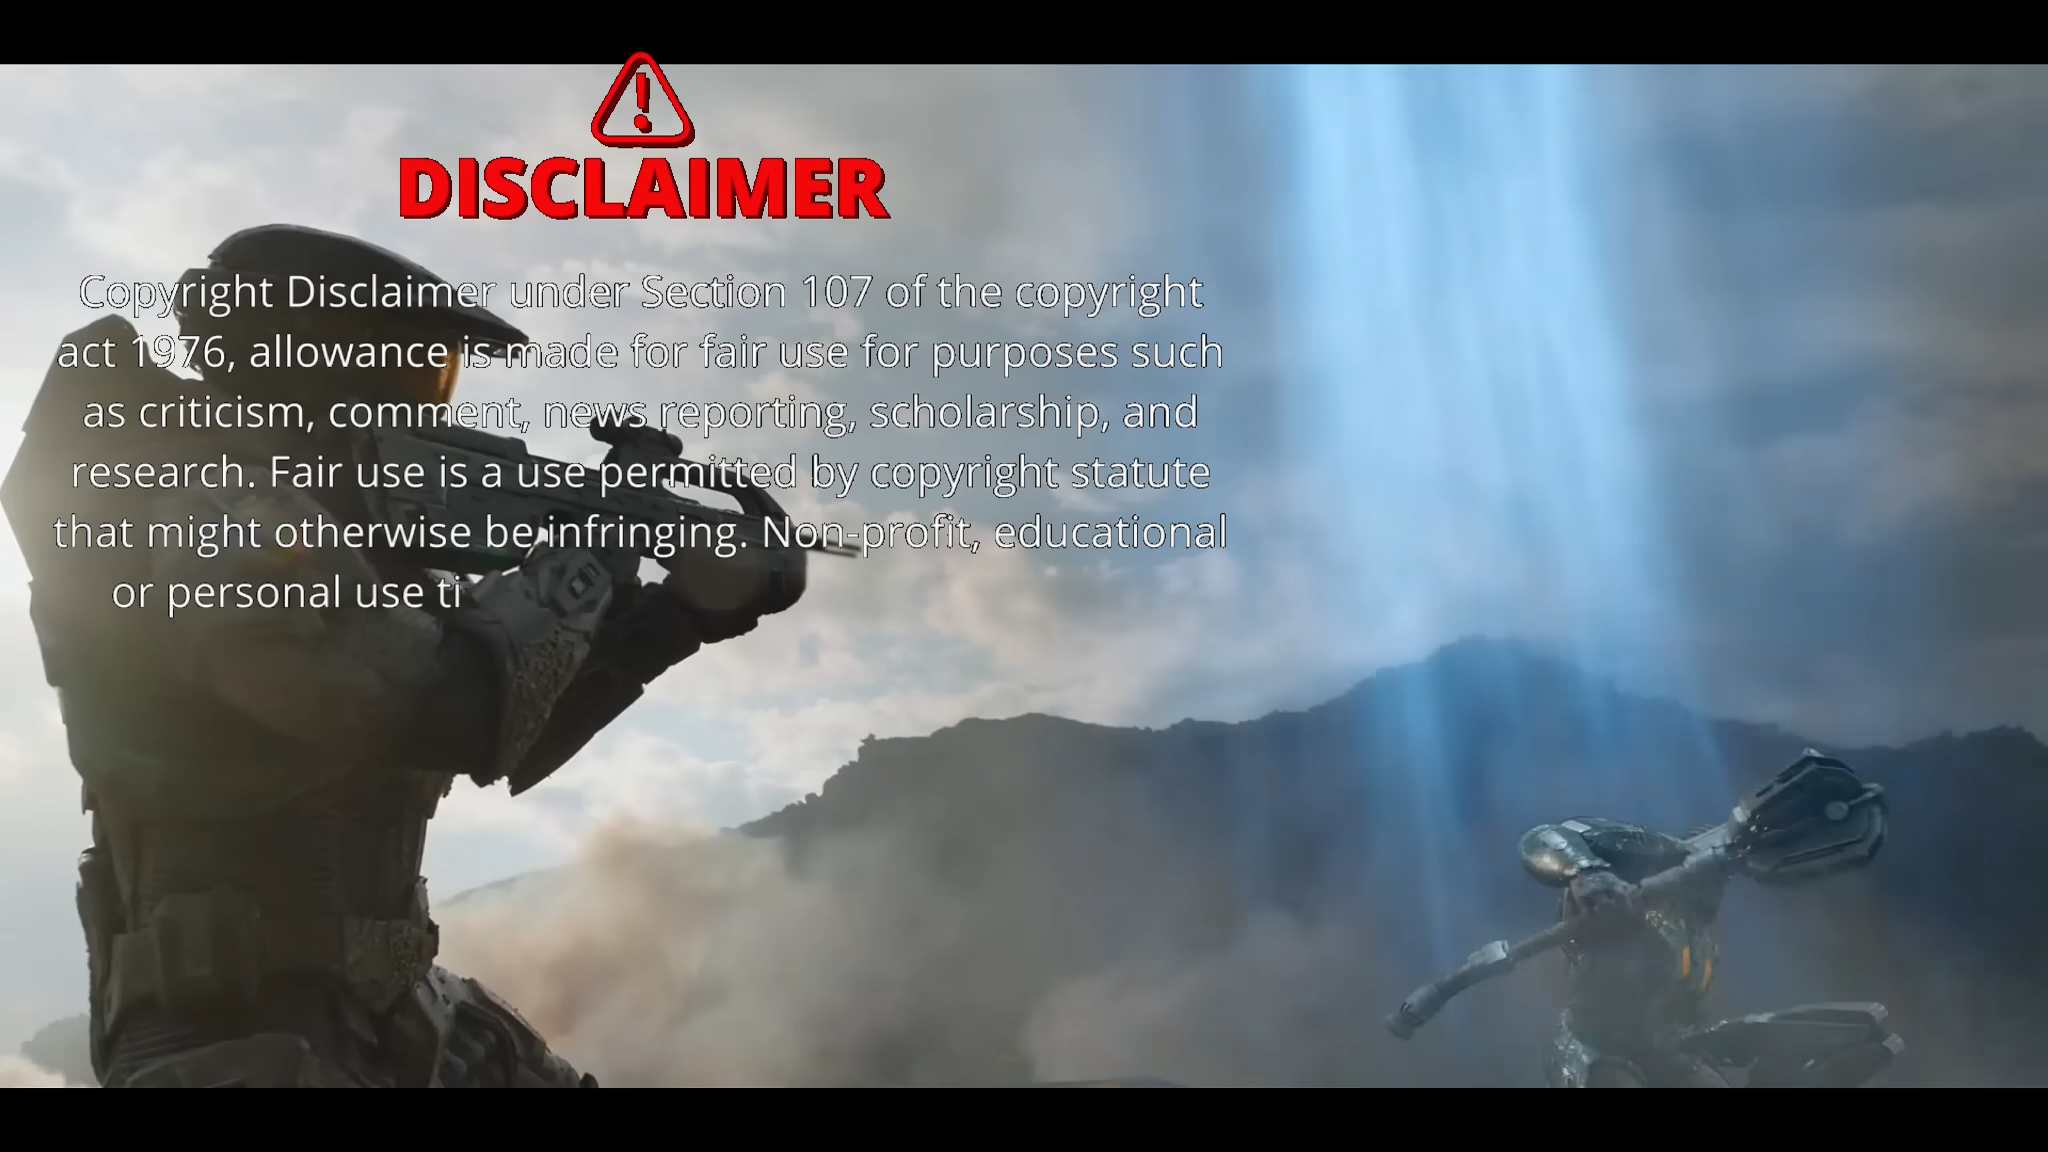 DISCLAIMER
Copyright Disclaimer under Section 107 of the copyright
act 1976, allowance is made for fair use for purposes such
as criticism, comment, news reporting, scholarship, and
research. Fair use is a use permitted by copyright statute
that might otherwise be infringing. Non-profit, educational
or personal use ti